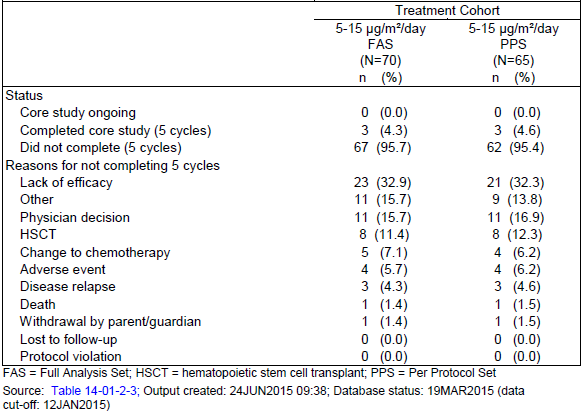 Treatment Cohort
5-15 µg/m²/day 5-15 µg/m²/day
FAS PPS
(N=70) (N=65)
n (%) n (%)
Status
Core study ongoing 0 (0.0) 0 (0.0)
Completed core study (5 cycles) 3 (4.3) 3 (4.6)
Did not complete (5 cycles) 67 (95.7) 62 (95.4)
Reasons for not completing 5 cycles
Lack of efficacy 23 (32.9) 21 (32.3)
Other 11 (15.7) 9 (13.8)
Physician decision 11 (15.7) 11 (16.9)
HSCT 8 (11.4) 8 (12.3)
Change to chemotherapy 5 (7.1) 4 (6.2)
Adverse event 4 (5.7) 4 (6.2)
Disease relapse 3 (4.3) 3 (4.6)
Death 1 (1.4) 1 (1.5)
Withdrawal by parent/guardian 1 (1.4) 1 (1.5)
Lost to follow-up 0 (0.0) 0 (0.0)
Protocol violation 0 (0.0) 0 (0.0)
FAS = Full Analysis Set; HSCT = hematopoietic stem cell transplant; PPS = Per Protocol Set
Source: Table 14-01-2-3; Output created: 24JUN2015 09:38; Database status: 19MAR2015 (data
cut-off: 12JAN2015)